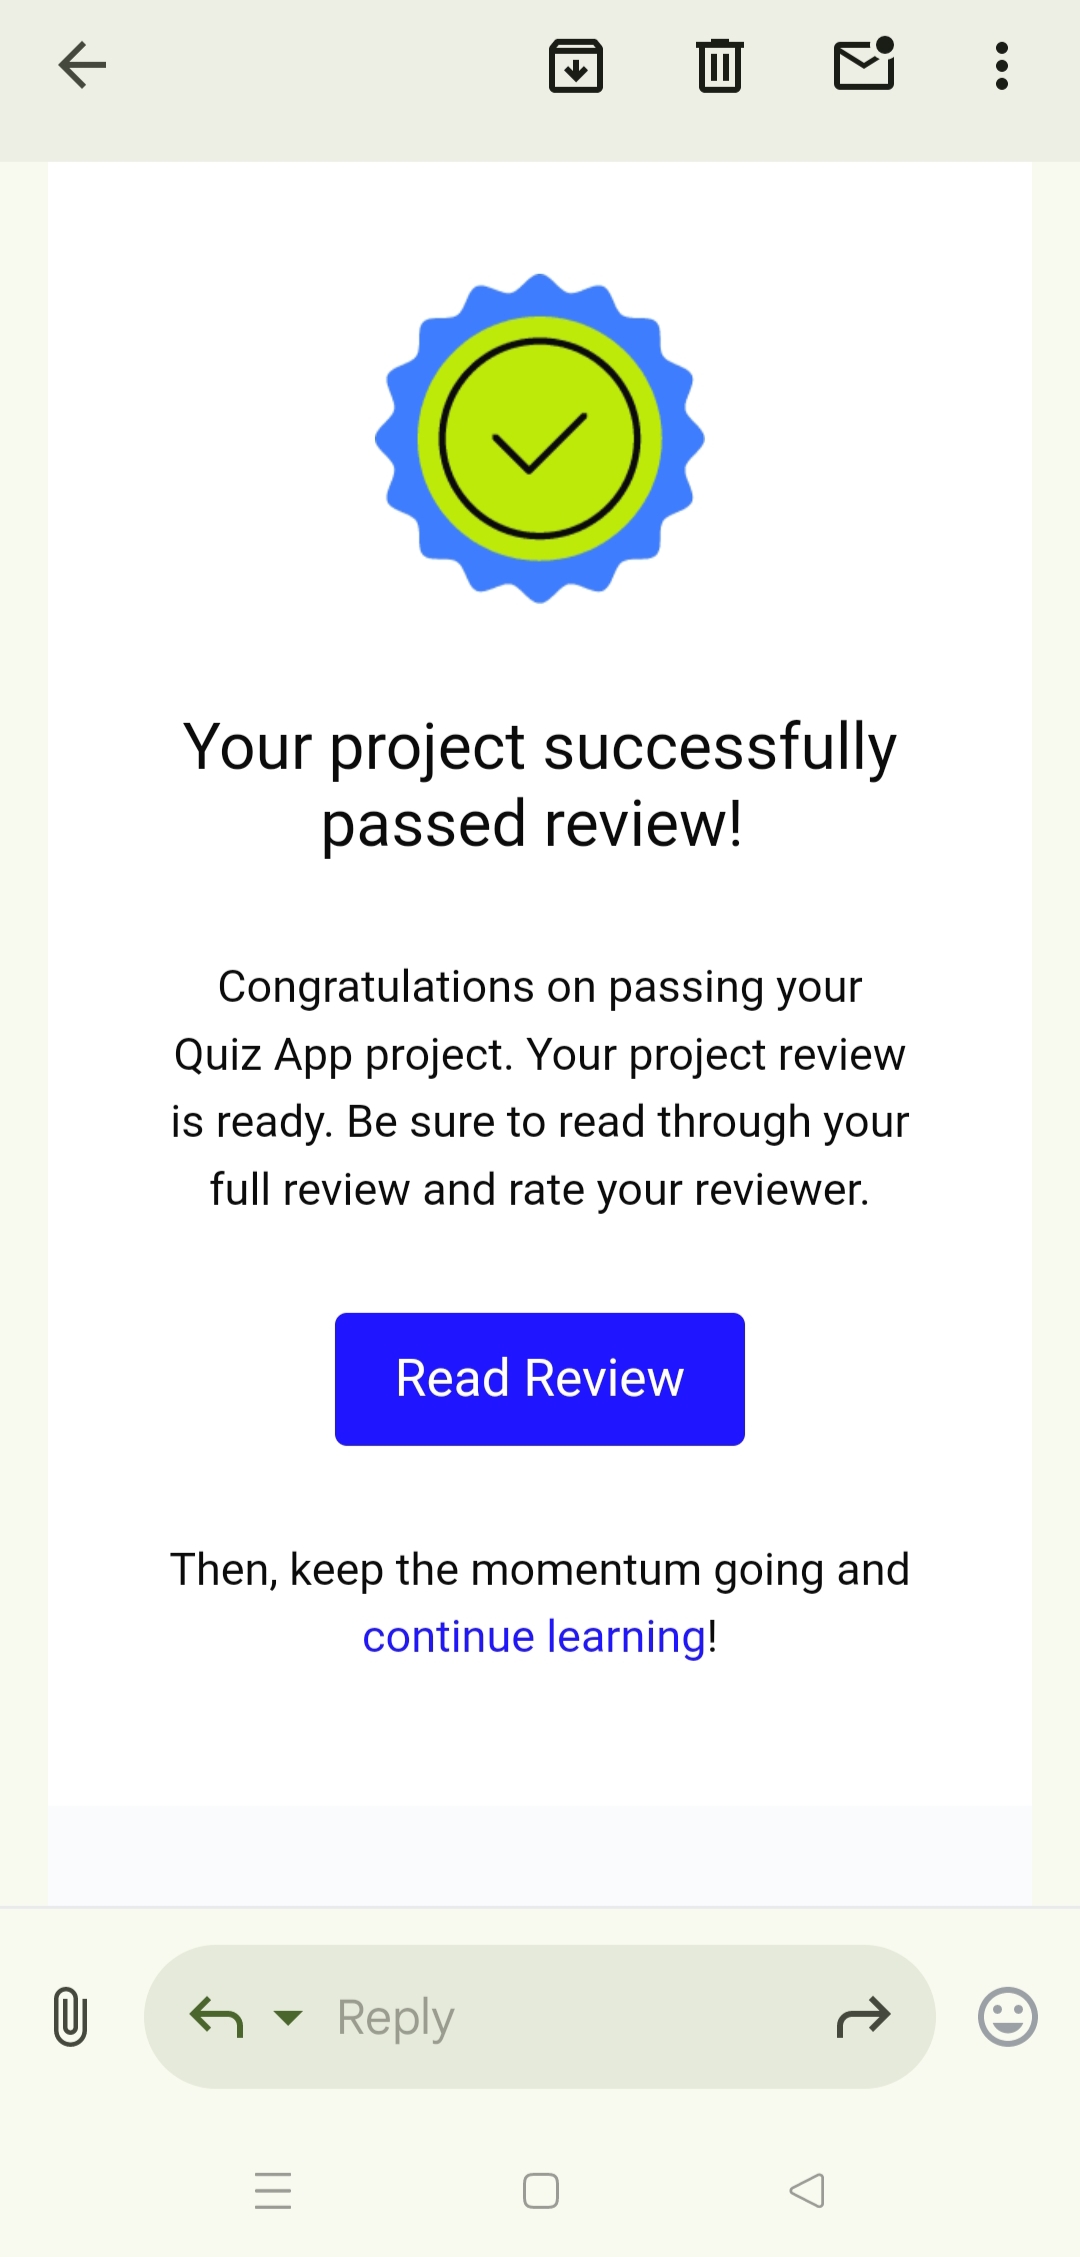 Your project successfully
passed review!
Congratulations on passing your
Quiz App project. Your project review
is ready. Be sure to read through your
full review and rate your reviewer.
Read Review
Then, keep the momentum going and
continue learning!
Reply